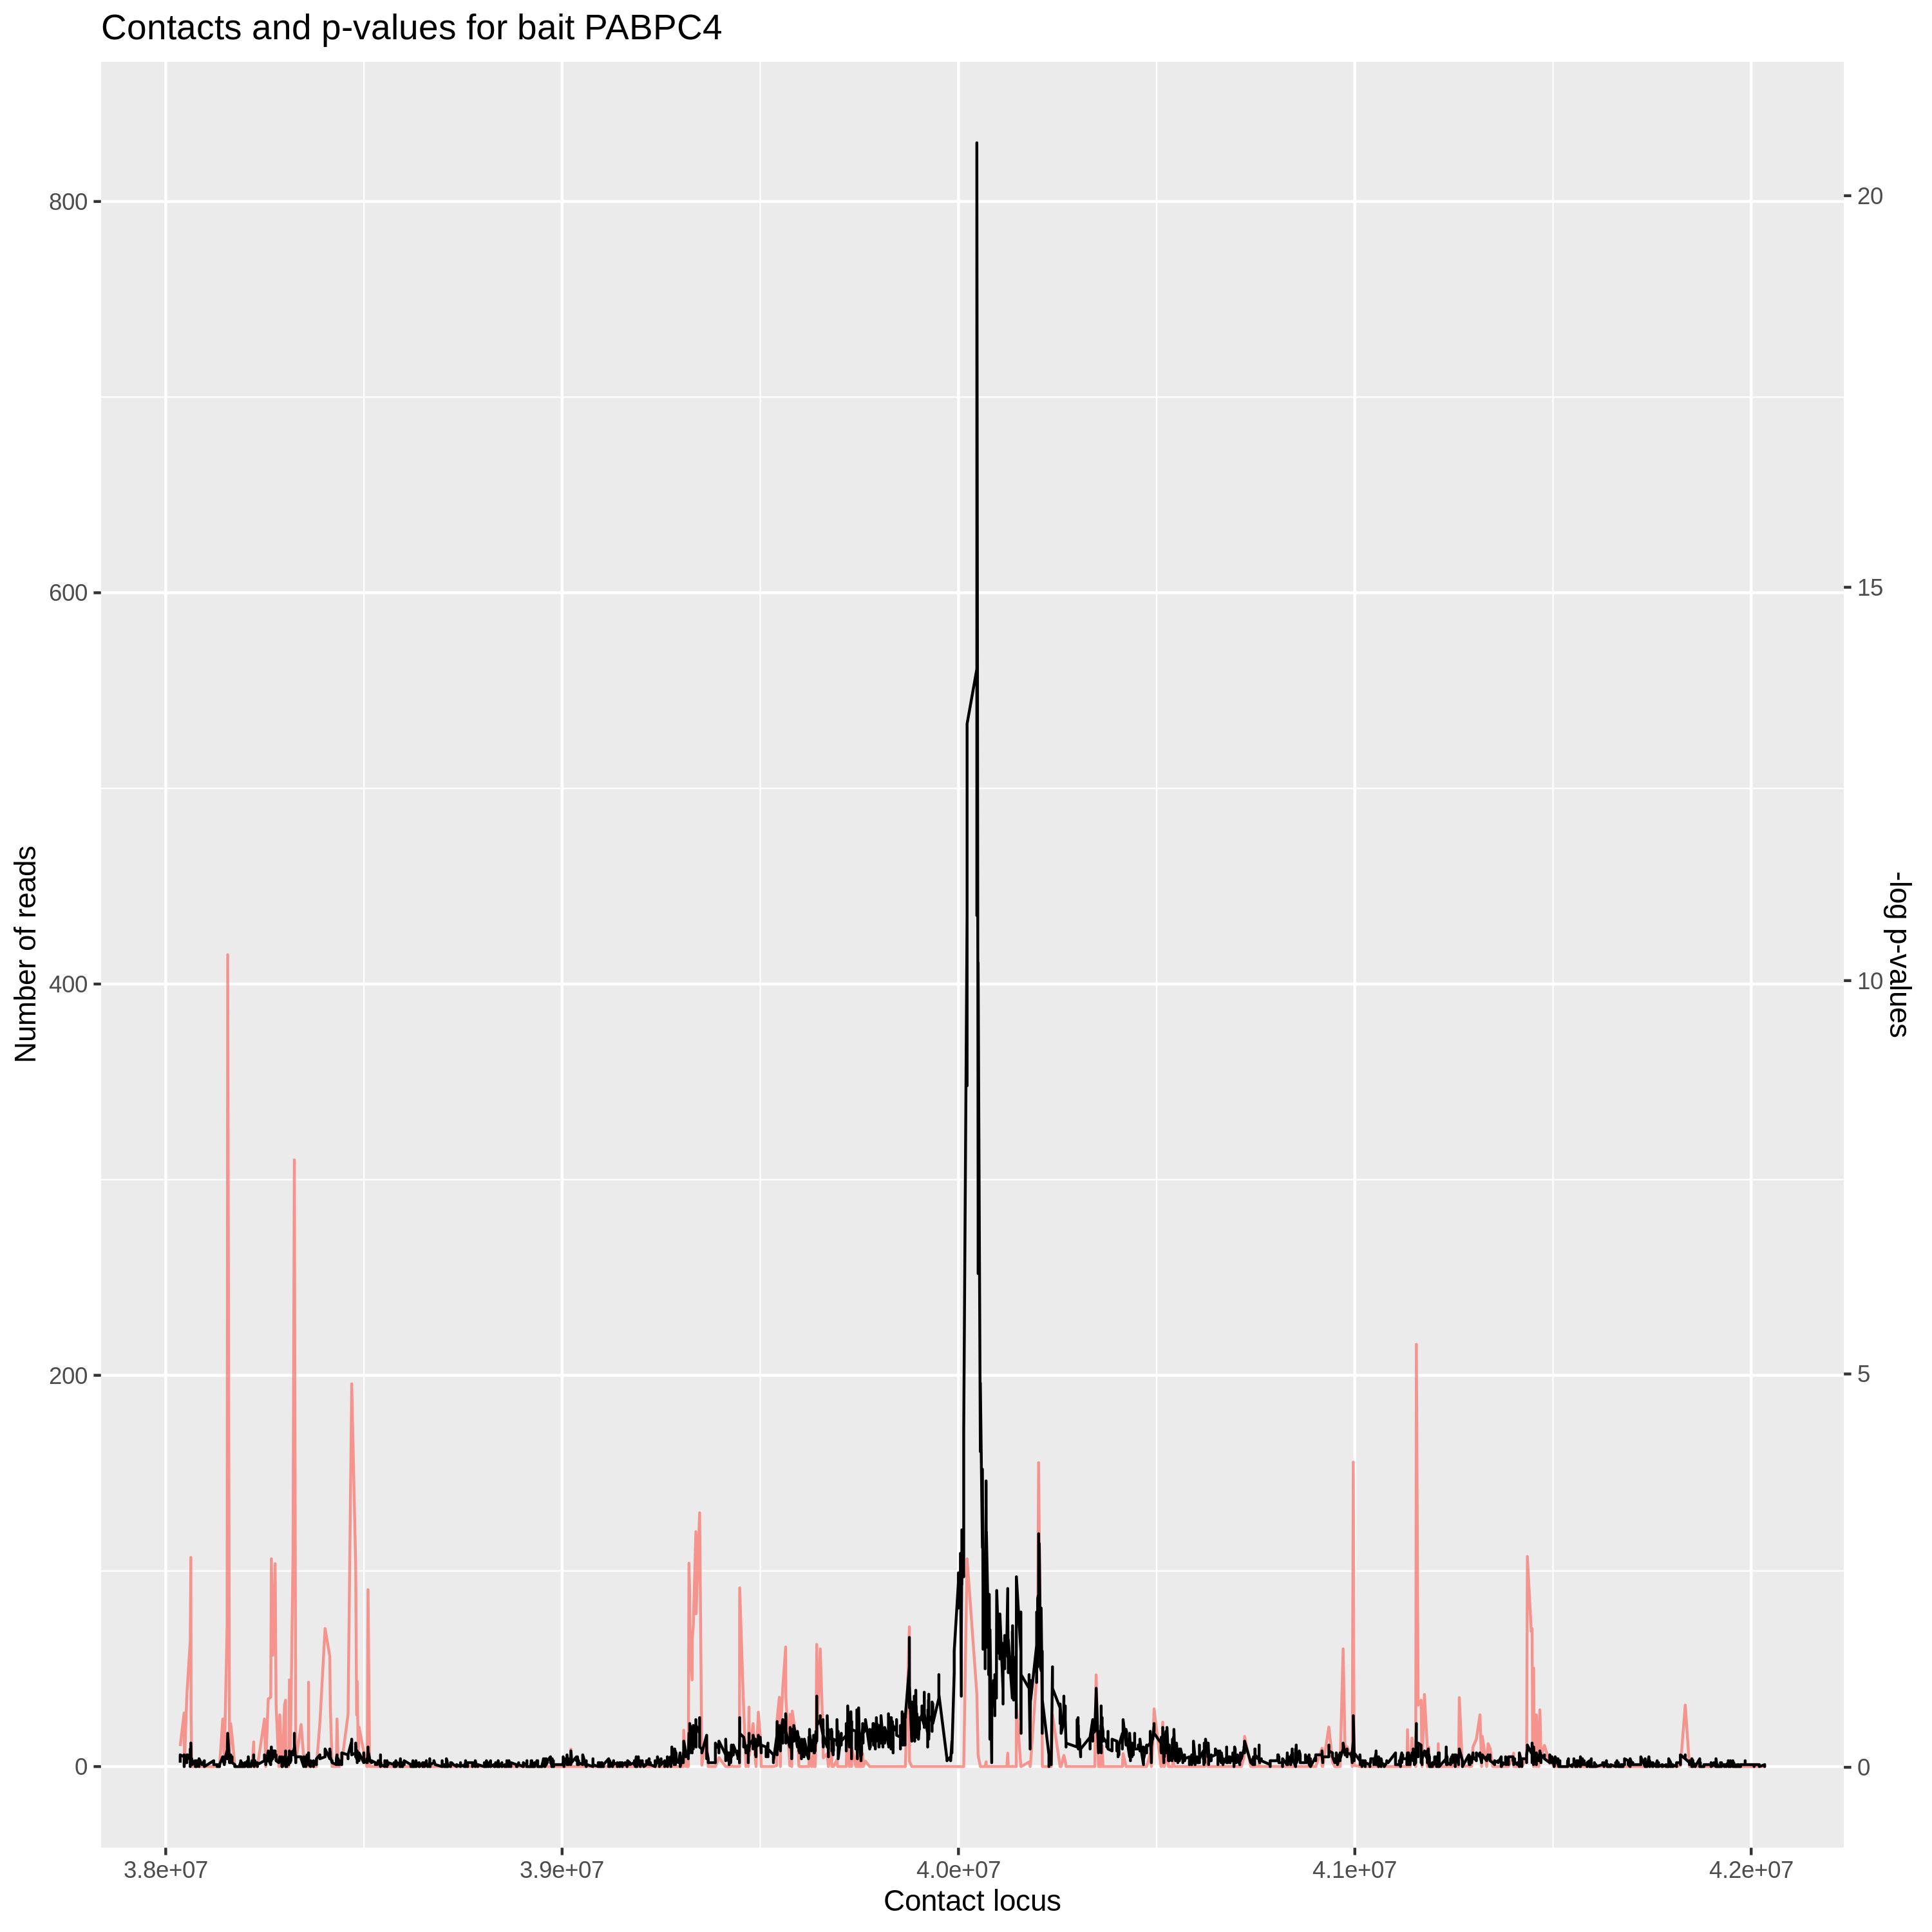 Contacts and p-values for bait PABPC4
Number of reads
800
600
400
200
0
20
15
10
5
0
-log p-values
3.8e+07
3.9e+07
4.0e+07
4.1e+07
4.2e+07
Contact locus